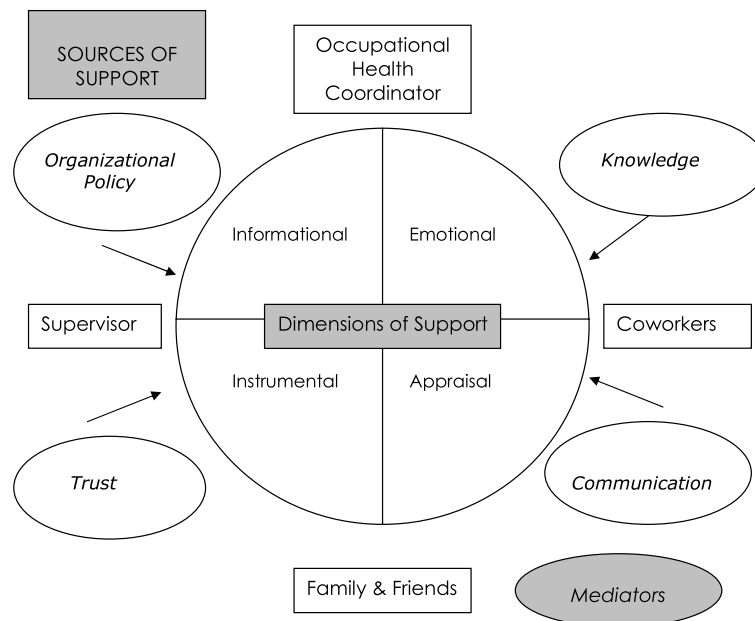 SOURCES OF
SUPPORT
Occupational
Health
Coordinator
Organizational
Policy
Knowledge
Informational
Emotional
Supervisor
Dimensions of Support
Coworkers
Instrumental
Appraisal
Trust
Communication
Family & Friends
Mediators